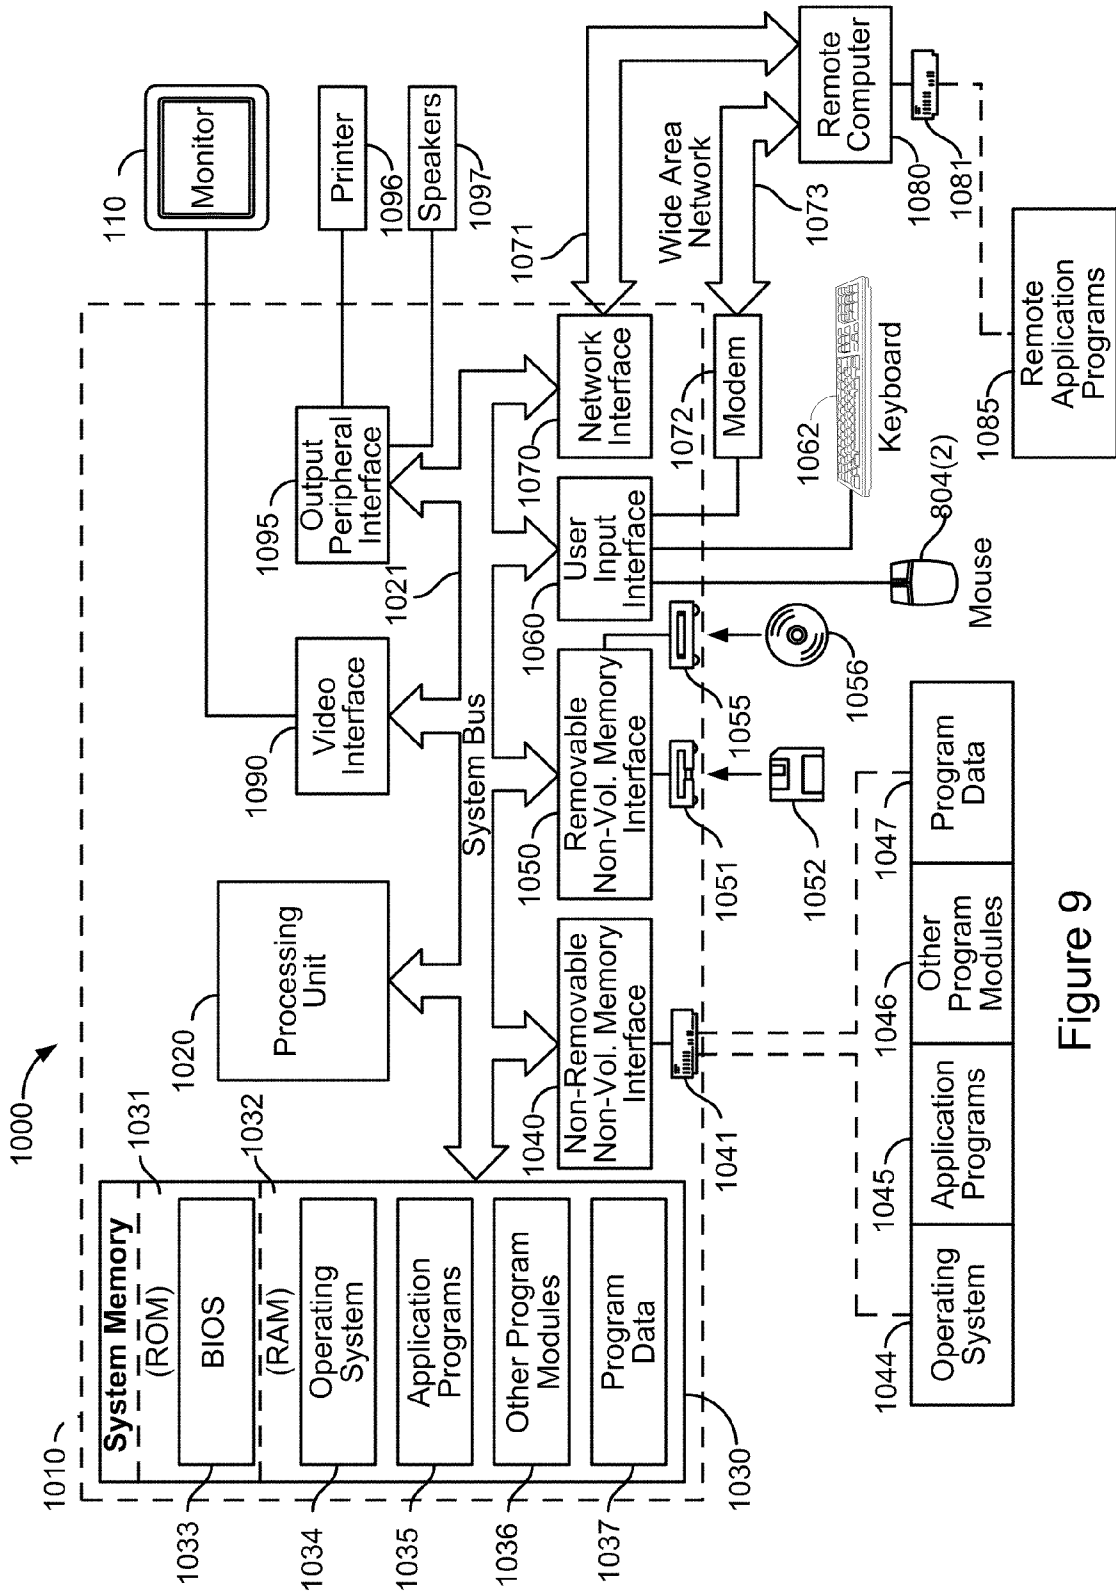 1000
1010
System Memory
(ROM)
1031
BIOS
1033
(RAM)
1032
Operating
System
1034
Application
Programs
1035
Other Program
Modules
1036
Program
Data
1037
1030
1020
Processing
Unit
1090
Video
Interface
1095
Output
Peripheral
Interface
110
Monitor
Printer
1096
Speakers
1097
System Bus
1021
1040
Non-Removable
Non-Vol. Memory
Interface
1050
Removable
Non-Vol. Memory
Interface
1060
User
Input
Interface
1070
Network
Interface
1071
1041
1051
1055
1072
Modem
Wide Area
Network
1073
Remote
Computer
1080
1081
1052
1056
1062
Keyboard
804(2)
Mouse
1044
Operating
System
1045
Application
Programs
1046
Other
Program
Modules
1047
Program
Data
1085
Remote
Application
Programs
Figure 9